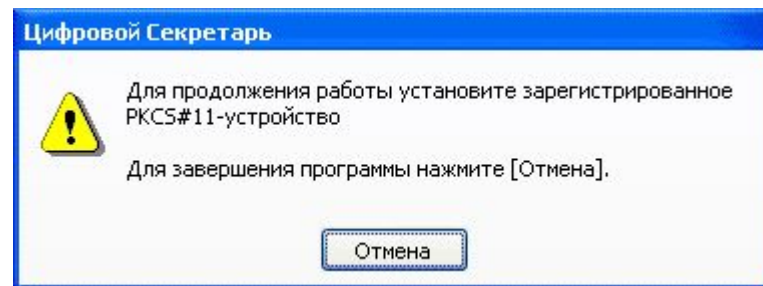 Цифровой Секретарь
Для продолжения работы установите зарегистрированное
PKCS#11-устройство
Для завершения программы нажмите [Отмена].
Отмена